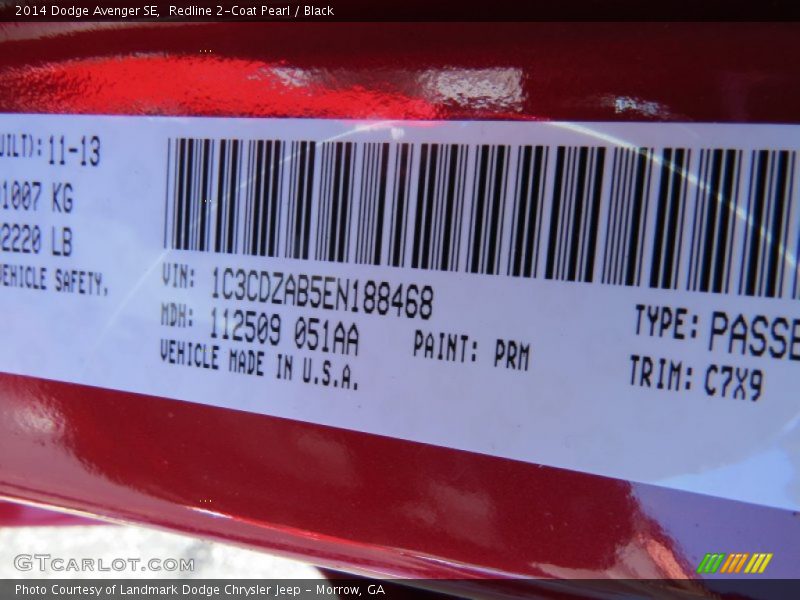 2014 Dodge Avenger SE, Redline 2-Coat Pearl / Black
UILT): 11-13
1007 KG
2220 LB
VEHICLE SAFETY.
VIN: 1C3CDZAB5EN188468
MDH: 112509 051AA
VEHICLE MADE IN U.S.A.
PAINT: PRM
TYPE: PASSE
TRIM: C7X9
GTCARLOT.COM
Photo Courtesy of Landmark Dodge Chrysler Jeep - Morrow, GA